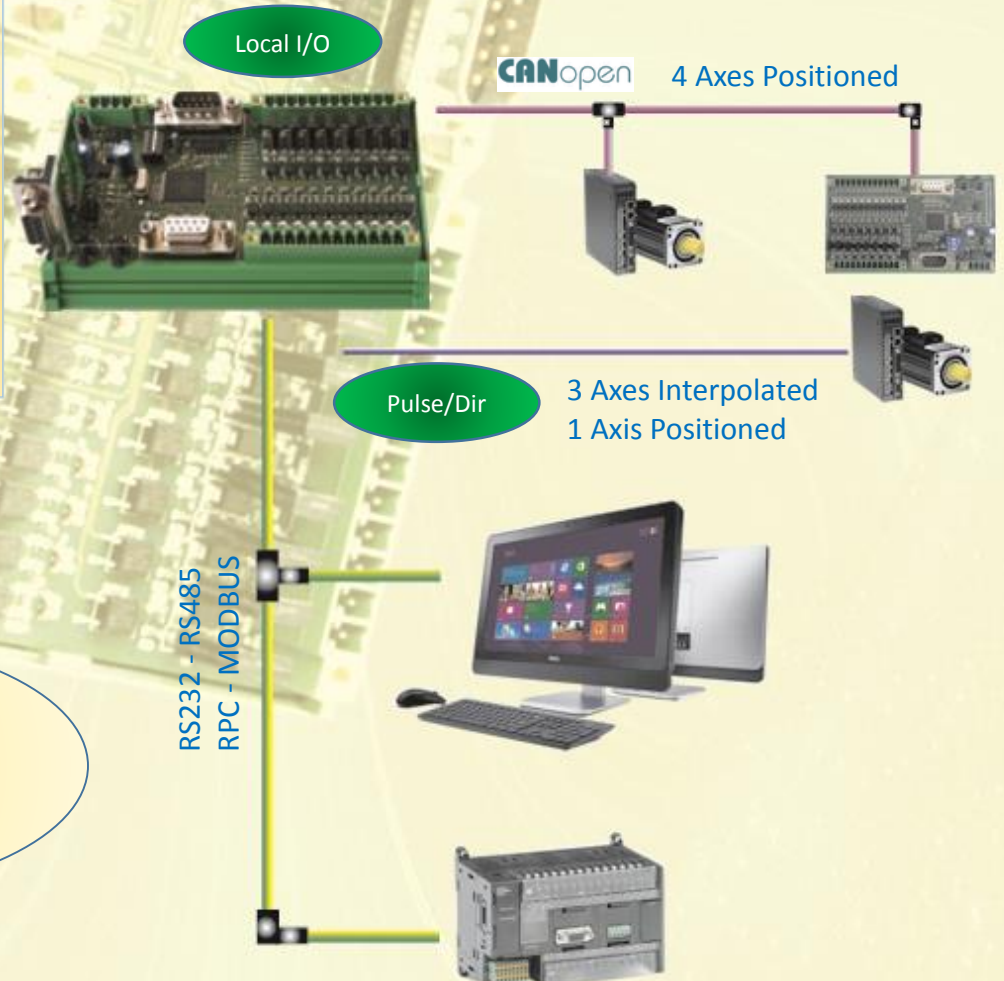 Local I/O
CANopen
4 Axes Positioned
Pulse/Dir
3 Axes Interpolated
1 Axis Positioned
RS232 - RS485
RPC - MODBUS